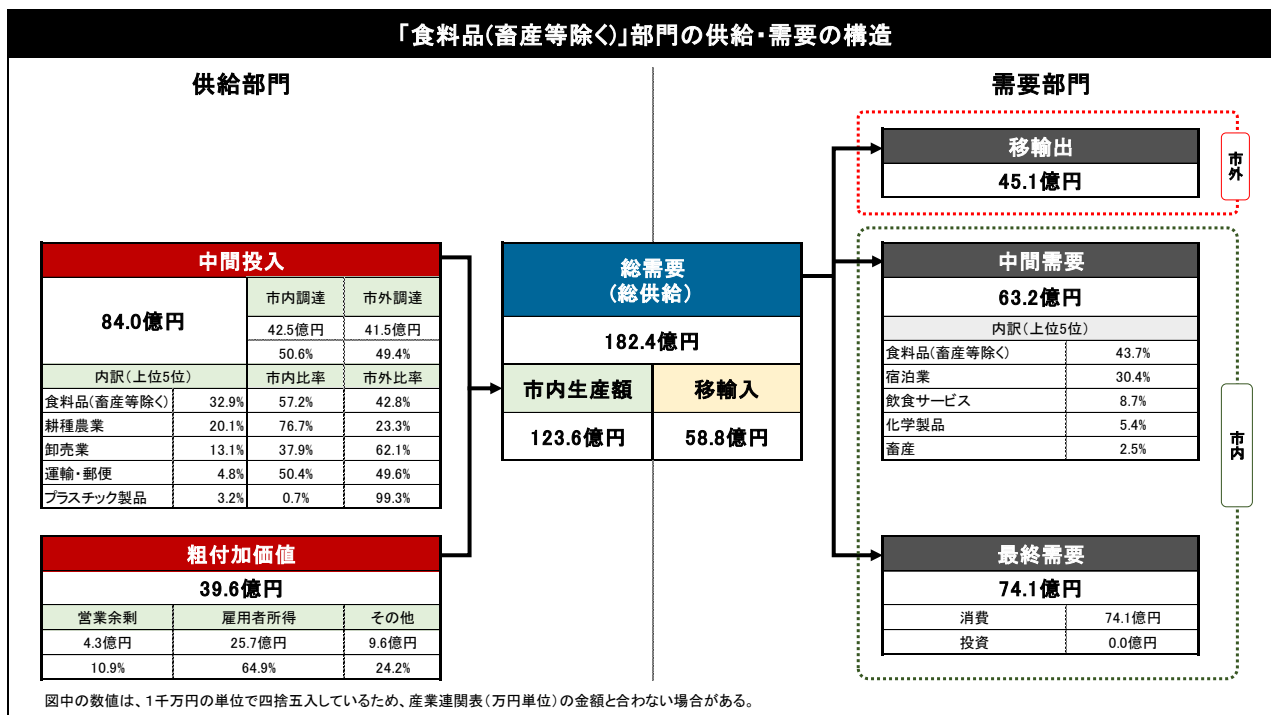 「食料品(畜産等除く)」部門の供給・需要の構造
供給部門
需要部門
移輸出
45.1億円
市外
中間投入
84.0億円
市内調達 市外調達
42.5億円 41.5億円
50.6% 49.4%
内訳(上位5位) 市内比率 市外比率
食料品(畜産等除く) 32.9% 57.2% 42.8%
耕種農業 20.1% 76.7% 23.3%
卸売業 13.1% 37.9% 62.1%
運輸・郵便 4.8% 50.4% 49.6%
プラスチック製品 3.2% 0.7% 99.3%
粗付加価値
39.6億円
営業余剰 雇用者所得 その他
4.3億円 25.7億円 9.6億円
10.9% 64.9% 24.2%
総需要
(総供給)
182.4億円
市内生産額 移輸入
123.6億円 58.8億円
中間需要
63.2億円
内訳(上位5位)
食料品(畜産等除く) 43.7%
宿泊業 30.4%
飲食サービス 8.7%
化学製品 5.4%
畜産 2.5%
市内
最終需要
74.1億円
消費 74.1億円
投資 0.0億円
図中の数値は、1千万円の単位で四捨五入しているため、産業連関表(万円単位)の金額と合わない場合がある。